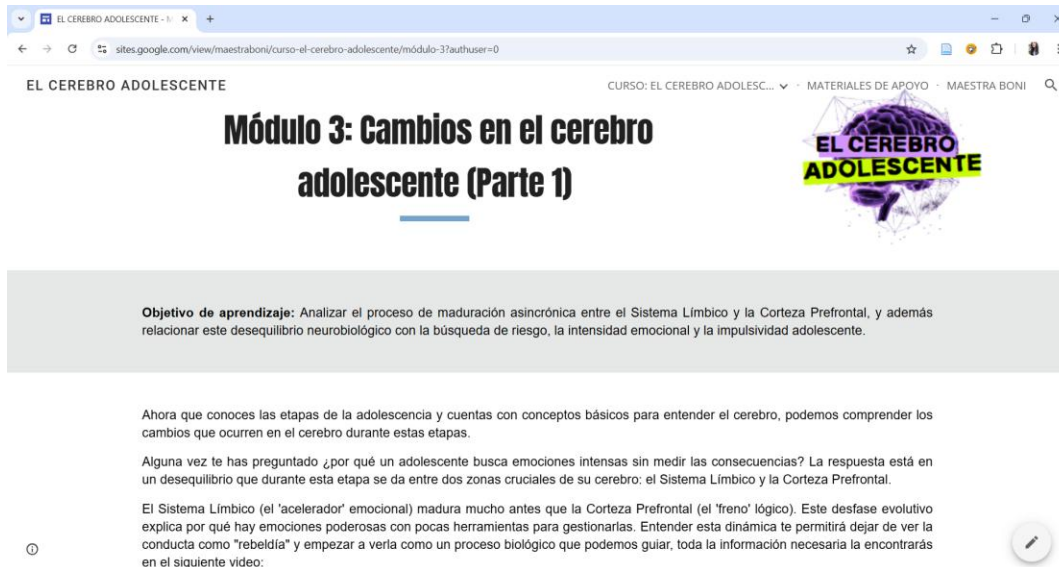 EL CEREBRO ADOLESCENTE - M
sites.google.com/view/maestraboni/curso-el-cerebro-adolescente/módulo-3?authuser=0
EL CEREBRO ADOLESCENTE
CURSO: EL CEREBRO ADOLESC... · MATERIALES DE APOYO · MAESTRA BONI
Módulo 3: Cambios en el cerebro
adolescente (Parte 1)
EL CEREBRO
ADOLESCENTE
Objetivo de aprendizaje: Analizar el proceso de maduración asincrónica entre el Sistema Límbico y la Corteza Prefrontal, y además
relacionar este desequilibrio neurobiológico con la búsqueda de riesgo, la intensidad emocional y la impulsividad adolescente.
Ahora que conoces las etapas de la adolescencia y cuentas con conceptos básicos para entender el cerebro, podemos comprender los
cambios que ocurren en el cerebro durante estas etapas.
Alguna vez te has preguntado ¿por qué un adolescente busca emociones intensas sin medir las consecuencias? La respuesta está en
un desequilibrio que durante esta etapa se da entre dos zonas cruciales de su cerebro: el Sistema Límbico y la Corteza Prefrontal.
El Sistema Límbico (el 'acelerador' emocional) madura mucho antes que la Corteza Prefrontal (el 'freno' lógico). Este desfase evolutivo
explica por qué hay emociones poderosas con pocas herramientas para gestionarlas. Entender esta dinámica te permitirá dejar de ver la
conducta como "rebeldía" y empezar a verla como un proceso biológico que podemos guiar, toda la información necesaria la encontrarás
en el siguiente video: